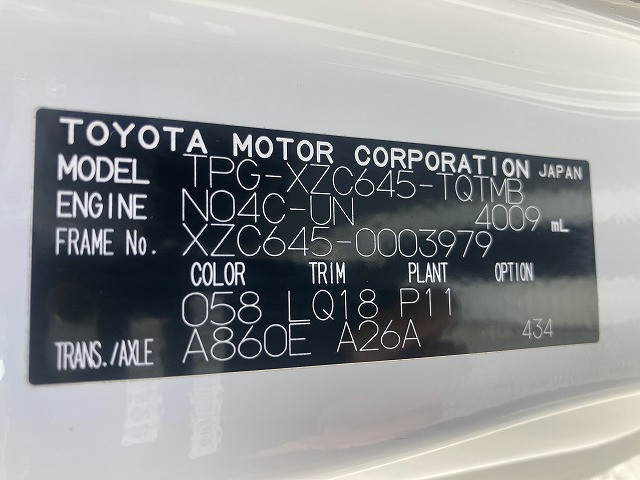 TOYOTA MOTOR CORPORATION JAPAN
MODEL TPG-XZC645-TQTMB
ENGINE N04C-UN 4009 mL
FRAME No. XZC645-0003979
COLOR TRIM PLANT OPTION
058 LQ18 P11
TRANS./AXLE A860E A26A 434